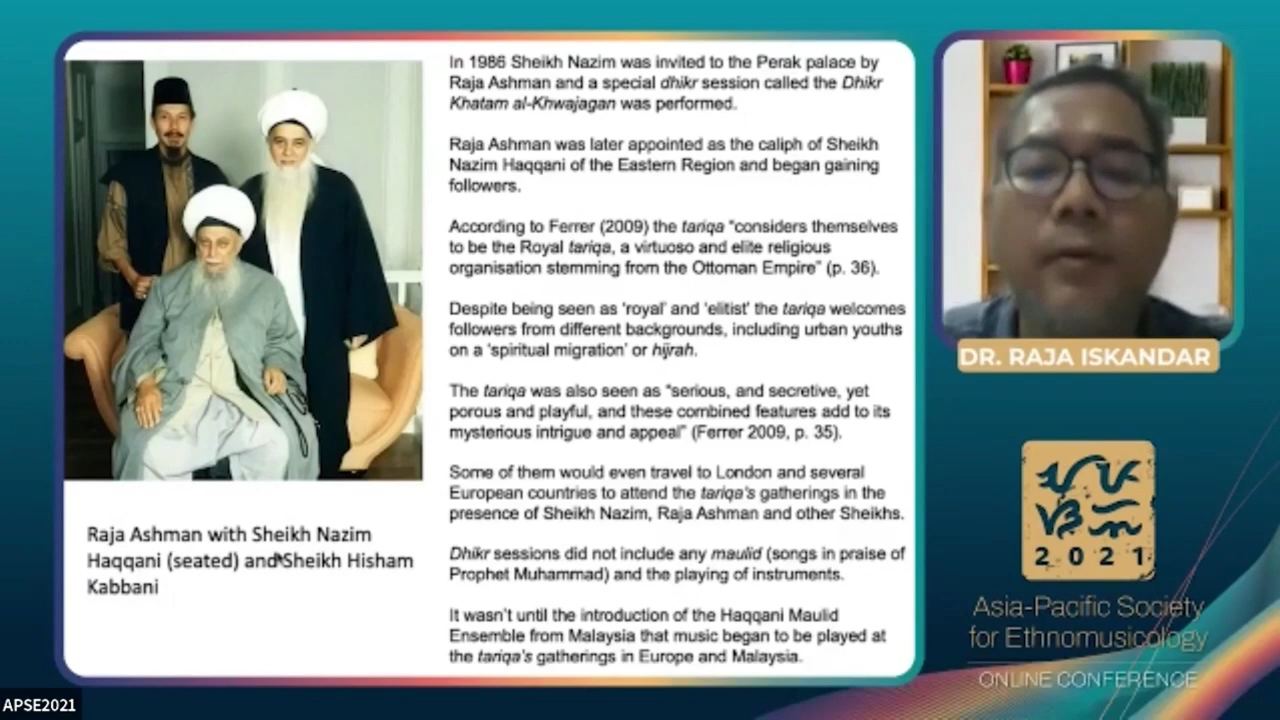 In 1986 Sheikh Nazim was invited to the Perak palace by
Raja Ashman and a special dhikr session called the Dhikr
Khatam al-Khwajagan was performed.
Raja Ashman was later appointed as the caliph of Sheikh
Nazim Haqqani of the Eastern Region and began gaining
followers.
According to Ferrer (2009) the tariqa “considers themselves
to be the Royal tariqa, a virtuoso and elite religious
organisation stemming from the Ottoman Empire” (p. 36).
Despite being seen as ‘royal’ and ‘elitist’ the tariqa welcomes
followers from different backgrounds, including urban youths
on a ‘spiritual migration’ or hijrah.
The tariqa was also seen as “serious, and secretive, yet
porous and playful, and these combined features add to its
mysterious intrigue and appeal” (Ferrer 2009, p. 35).
Some of them would even travel to London and several
European countries to attend the tariqa’s gatherings in the
presence of Sheikh Nazim, Raja Ashman and other Sheikhs.
Dhikr sessions did not include any maulid (songs in praise of
Prophet Muhammad) and the playing of instruments.
It wasn’t until the introduction of the Haqqani Maulid
Ensemble from Malaysia that music began to be played at
the tariqa’s gatherings in Europe and Malaysia.
Raja Ashman with Sheikh Nazim
Haqqani (seated) and Sheikh Hisham
Kabbani
DR. RAJA ISKANDAR
2021
Asia-Pacific Society
for Ethnomusicology
ONLINE CONFERENCE
APSE2021